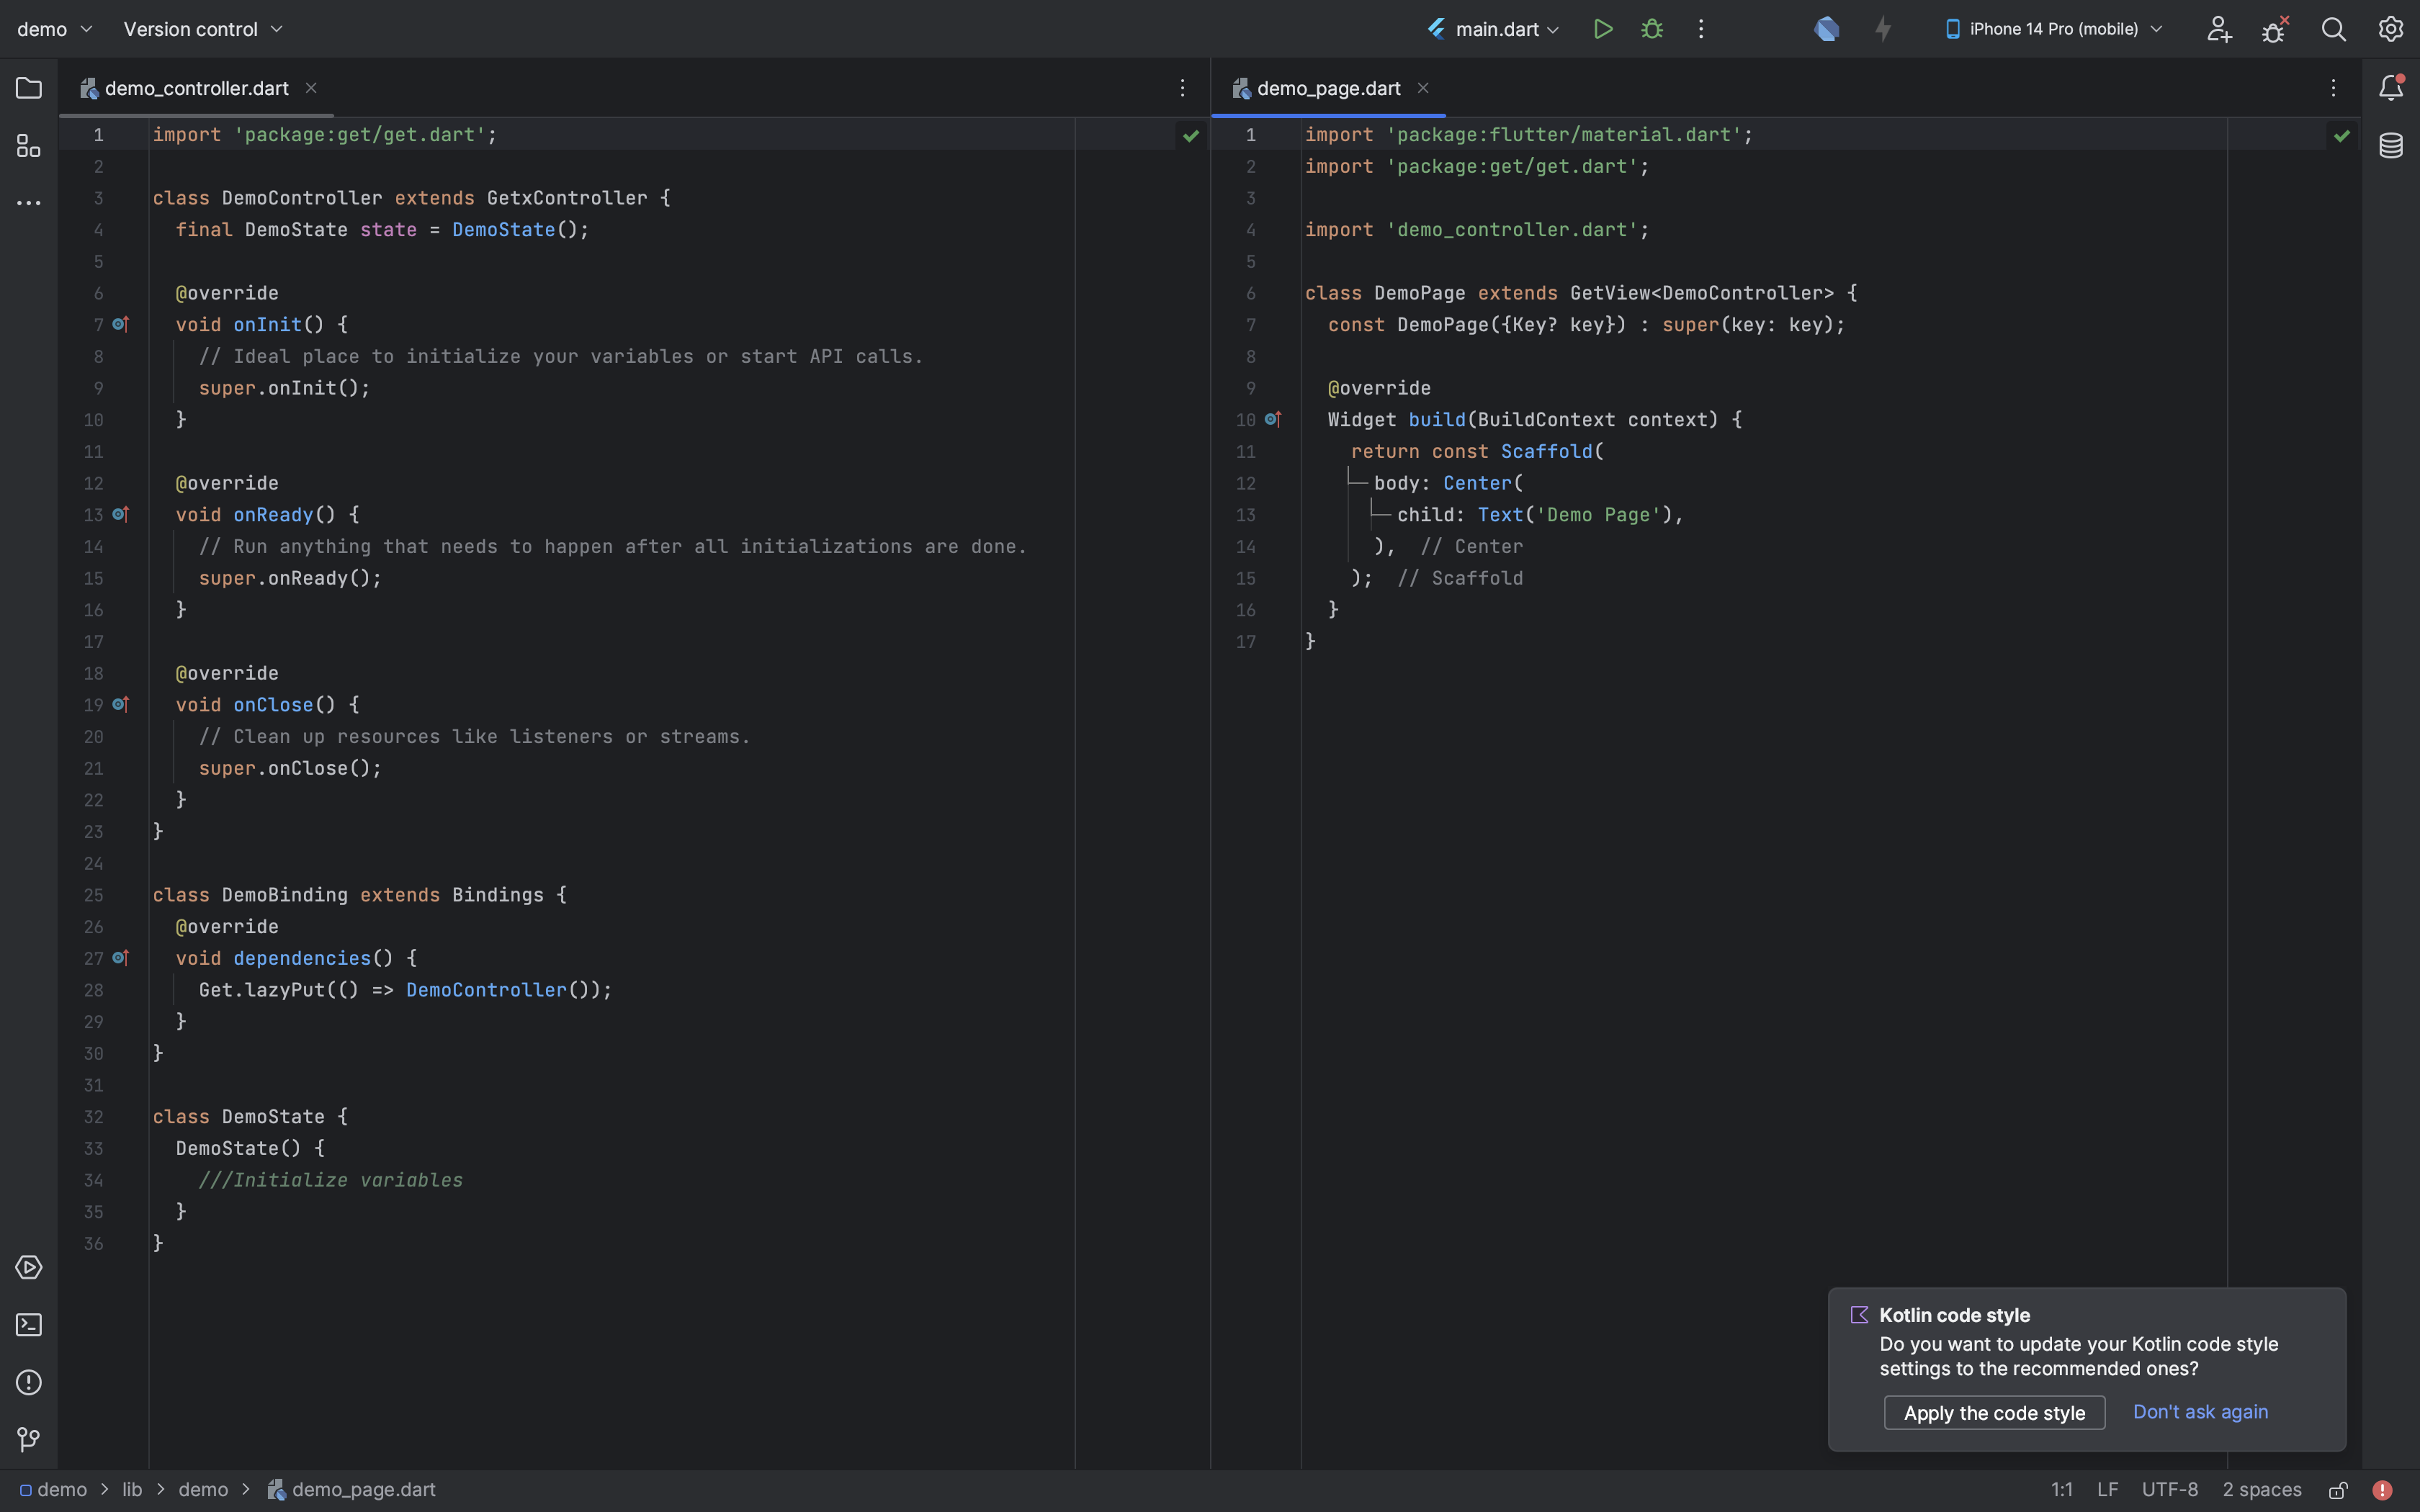 demo Version control main.dart iPhone 14 Pro (mobile)
demo_controller.dart
1 import 'package:get/get.dart';
2
3 class DemoController extends GetxController {
4 final DemoState state = DemoState();
5
6 @override
7 void onInit() {
8 // Ideal place to initialize your variables or start API calls.
9 super.onInit();
10 }
11
12 @override
13 void onReady() {
14 // Run anything that needs to happen after all initializations are done.
15 super.onReady();
16 }
17
18 @override
19 void onClose() {
20 // Clean up resources like listeners or streams.
21 super.onClose();
22 }
23 }
24
25 class DemoBinding extends Bindings {
26 @override
27 void dependencies() {
28 Get.lazyPut(() => DemoController());
29 }
30 }
31
32 class DemoState {
33 DemoState() {
34 ///Initialize variables
35 }
36 }
demo_page.dart
1 import 'package:flutter/material.dart';
2 import 'package:get/get.dart';
3
4 import 'demo_controller.dart';
5
6 class DemoPage extends GetView<DemoController> {
7 const DemoPage({Key? key}) : super(key: key);
8
9 @override
10 Widget build(BuildContext context) {
11 return const Scaffold(
12 body: Center(
13 child: Text('Demo Page'),
14 ), // Center
15 ); // Scaffold
16 }
17 }
Kotlin code style
Do you want to update your Kotlin code style
settings to the recommended ones?
Apply the code style Don't ask again
demo > lib > demo > demo_page.dart 1:1 LF UTF-8 2 spaces